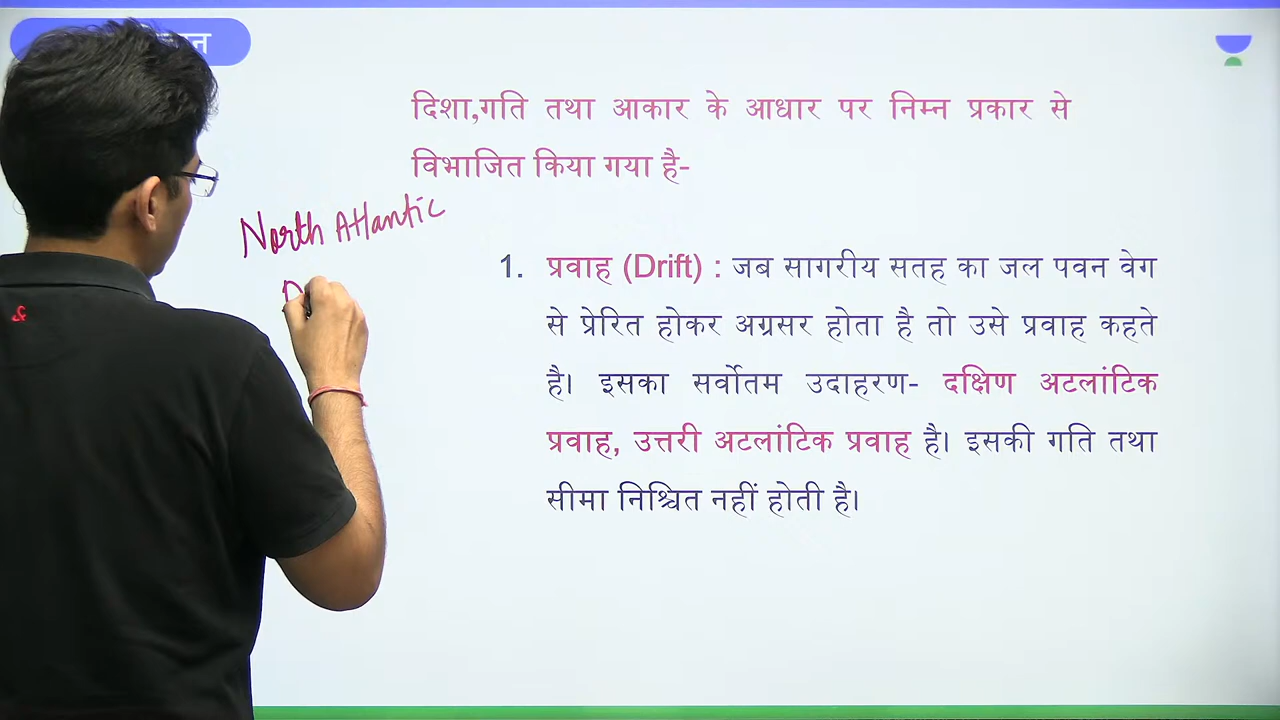 दिशा,गति तथा आकार के आधार पर निम्न प्रकार से
विभाजित किया गया है-
North Atlantic
1. प्रवाह (Drift) : जब सागरीय सतह का जल पवन वेग
से प्रेरित होकर अग्रसर होता है तो उसे प्रवाह कहते
है। इसका सर्वोतम उदाहरण- दक्षिण अटलांटिक
प्रवाह, उत्तरी अटलांटिक प्रवाह है। इसकी गति तथा
सीमा निश्चित नहीं होती है।